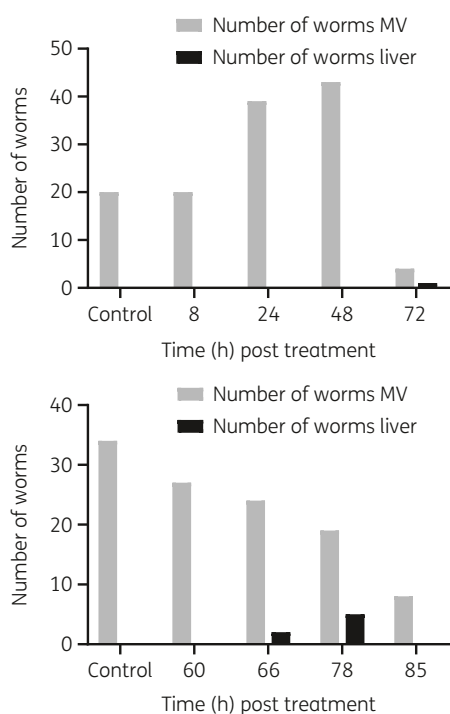 Number of worms MV
Number of worms liver
Number of worms
50
40
30
20
10
0
Control 8 24 48 72
Time (h) post treatment
Number of worms MV
Number of worms liver
Number of worms
40
30
20
10
0
Control 60 66 78 85
Time (h) post treatment